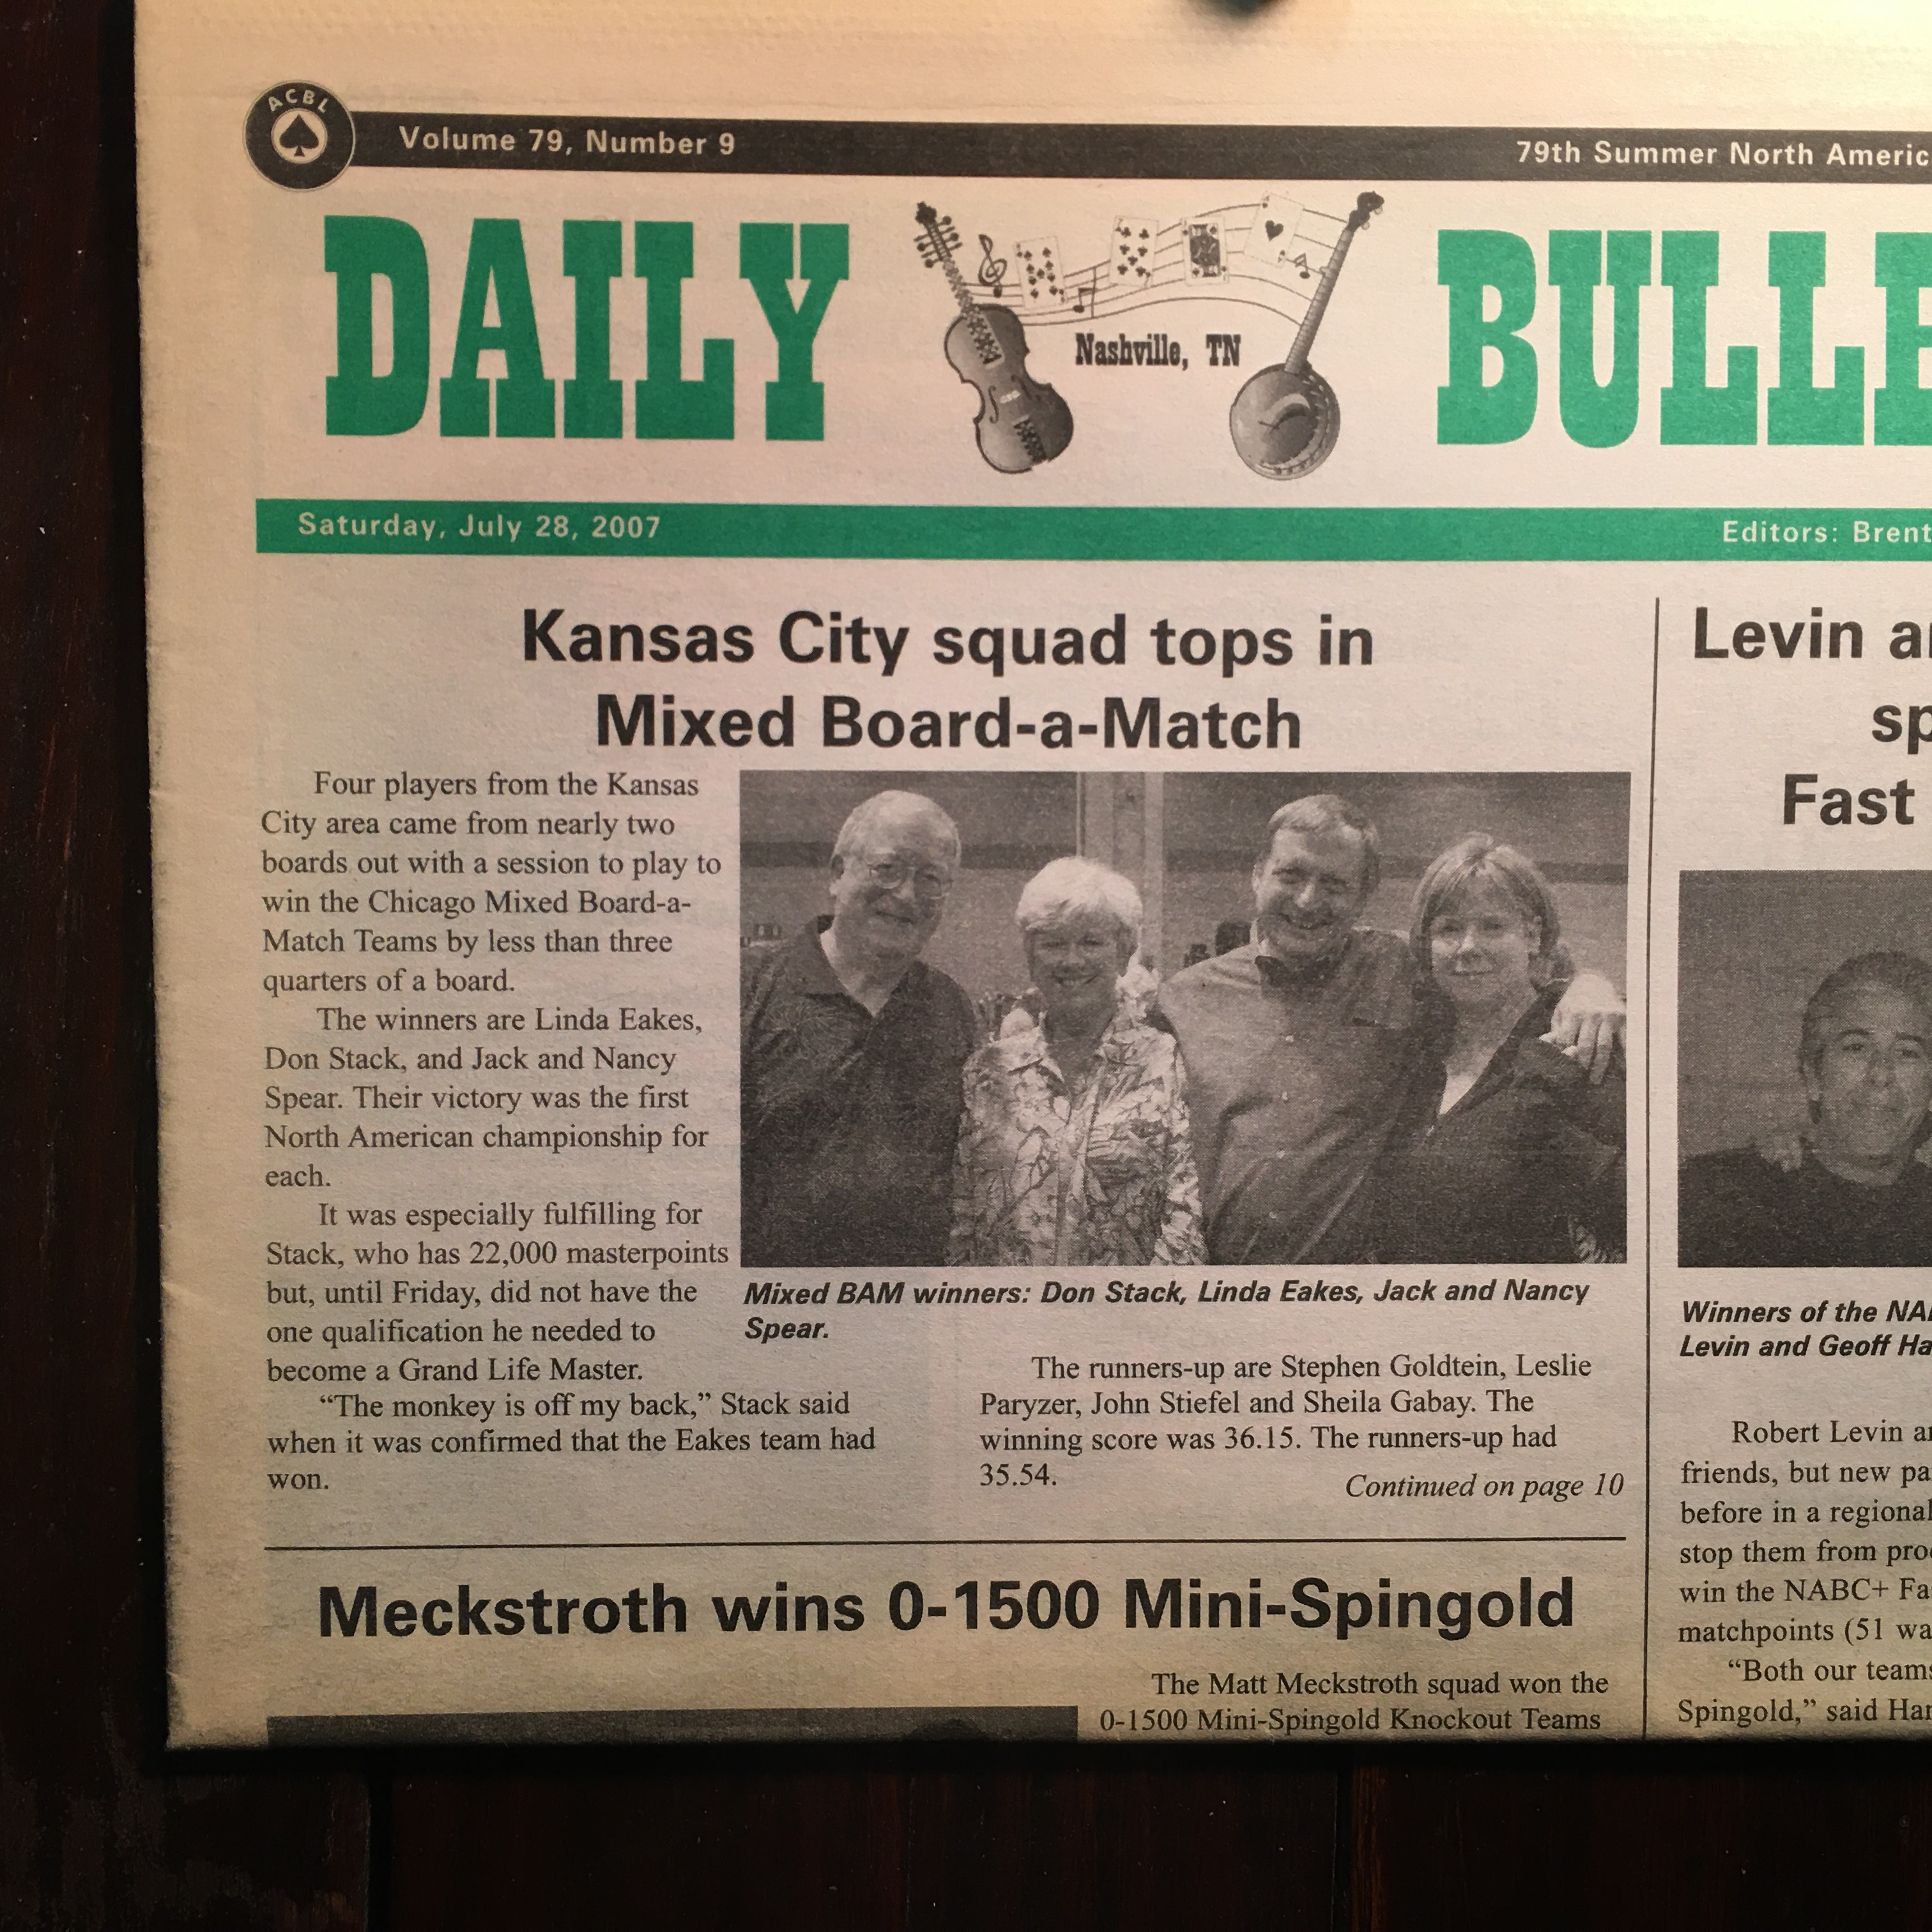 ACBL
Volume 79, Number 9
79th Summer North Americ
DAILY
Nashville, TN
BULLE
Saturday, July 28, 2007
Editors: Brent
Kansas City squad tops in
Mixed Board-a-Match
Four players from the Kansas
City area came from nearly two
boards out with a session to play to
win the Chicago Mixed Board-a-
Match Teams by less than three
quarters of a board.
The winners are Linda Eakes,
Don Stack, and Jack and Nancy
Spear. Their victory was the first
North American championship for
each.
It was especially fulfilling for
Stack, who has 22,000 masterpoints
but, until Friday, did not have the
one qualification he needed to
become a Grand Life Master.
“The monkey is off my back,” Stack said
when it was confirmed that the Eakes team had
won.
Mixed BAM winners: Don Stack, Linda Eakes, Jack and Nancy
Spear.
The runners-up are Stephen Goldtein, Leslie
Paryzer, John Stiefel and Sheila Gabay. The
winning score was 36.15. The runners-up had
35.54.
Continued on page 10
Meckstroth wins 0-1500 Mini-Spingold
The Matt Meckstroth squad won the
0-1500 Mini-Spingold Knockout Teams
Levin a
sp
Fast
Winners of the NA
Levin and Geoff Ha
Robert Levin a
friends, but new pa
before in a regional
stop them from pro
win the NABC+ Fa
matchpoints (51 wa
“Both our teams
Spingold,” said Ha